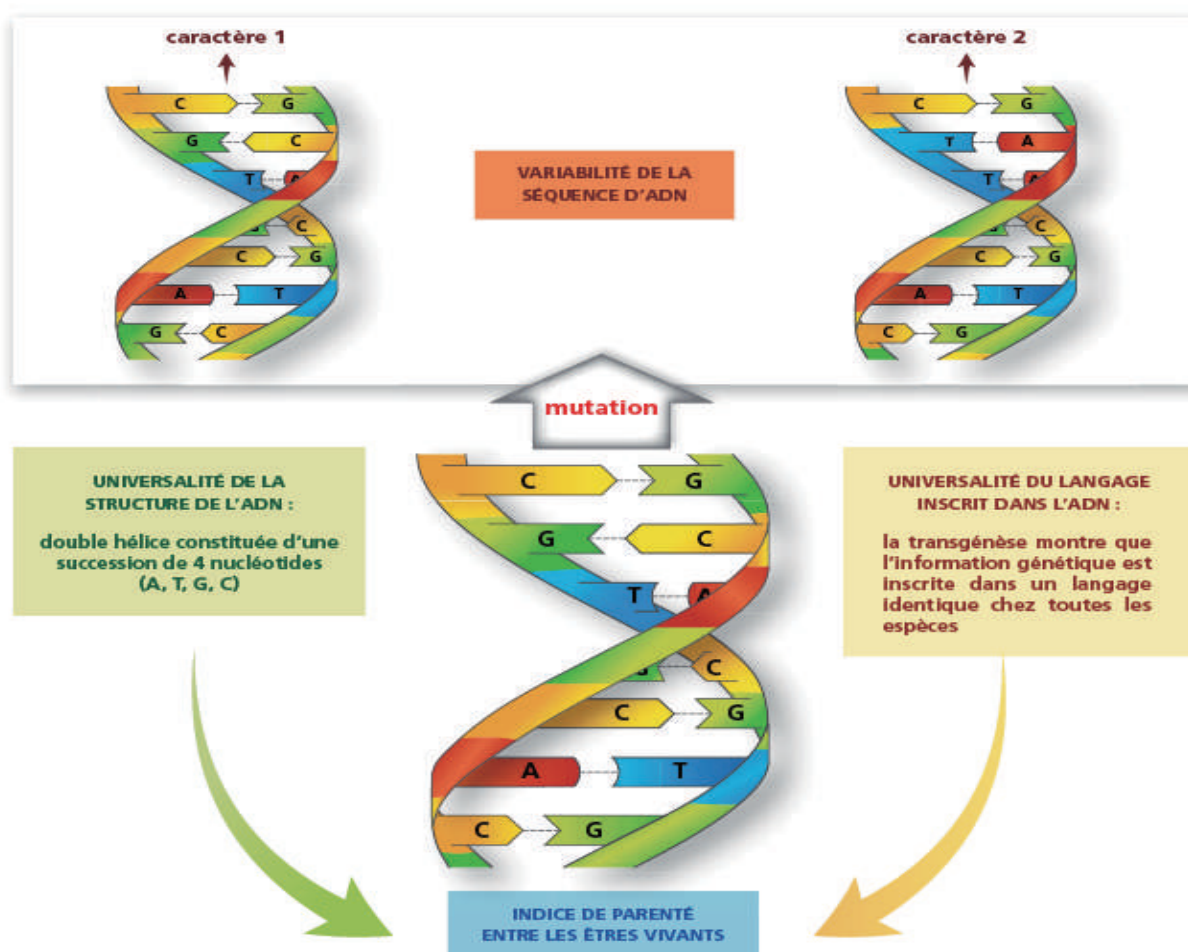 caractère 1
caractère 2
C G
C G
G C
T A
T A
T A
G C
G C
C G
C G
A T
A T
G C
C G
VARIABILITÉ DE LA
SÉQUENCE D'ADN
mutation
UNIVERSALITÉ DE LA
STRUCTURE DE L'ADN :
double hélice constituée d'une
succession de 4 nucléotides
(A, T, G, C)
C G
G C
T A
G C
C G
A T
C G
UNIVERSALITÉ DU LANGAGE
INSCRIT DANS L'ADN :
la transgénèse montre que
l'information génétique est
inscrite dans un langage
identique chez toutes les
espèces
INDICE DE PARENTÉ
ENTRE LES ÊTRES VIVANTS